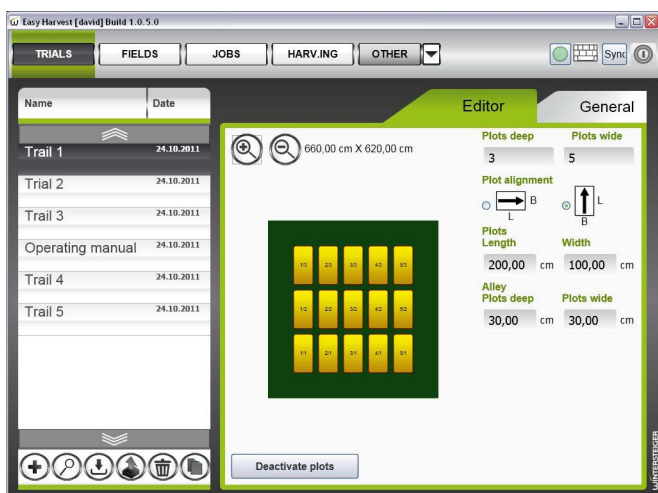 Easy Harvest [david] Build 1.0.5.0
TRIALS FIELDS JOBS HARV.ING OTHER Sync
Name Date
Trail 1 24.10.2011
Trial 2 24.10.2011
Trail 3 24.10.2011
Operating manual 24.10.2011
Trail 4 24.10.2011
Trail 5 24.10.2011
Editor General
660,00 cm X 620,00 cm
Plots deep Plots wide
3 5
Plot alignment
B L
L B
Plots
Length Width
200,00 cm 100,00 cm
Alley
Plots deep Plots wide
30,00 cm 30,00 cm
1/3 2/3 3/3 4/3 5/3
1/2 2/2 3/2 4/2 5/2
1/1 2/1 3/1 4/1 5/1
Deactivate plots
WINTERSTEIGER